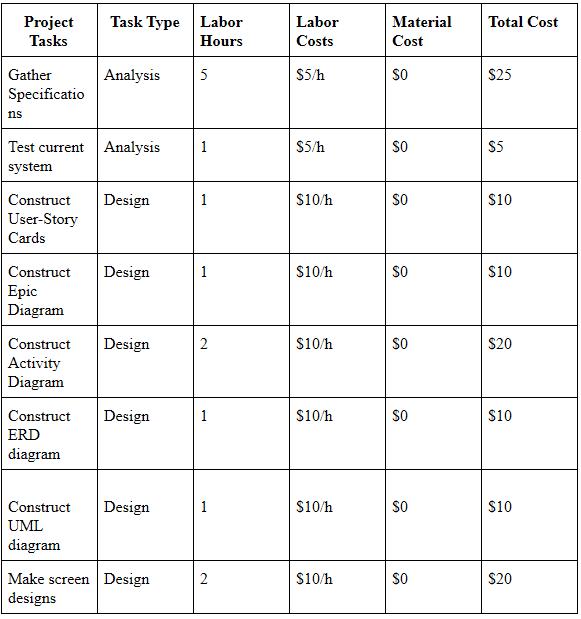 Project Task Type Labor Labor Material Total Cost
Tasks Hours Costs Cost
Gather Analysis 5 $5/h $0 $25
Specificatio
ns
Test current Analysis 1 $5/h $0 $5
system
Construct Design 1 $10/h $0 $10
User-Story
Cards
Construct Design 1 $10/h $0 $10
Epic
Diagram
Construct Design 2 $10/h $0 $20
Activity
Diagram
Construct Design 1 $10/h $0 $10
ERD
diagram
Construct Design 1 $10/h $0 $10
UML
diagram
Make screen Design 2 $10/h $0 $20
designs